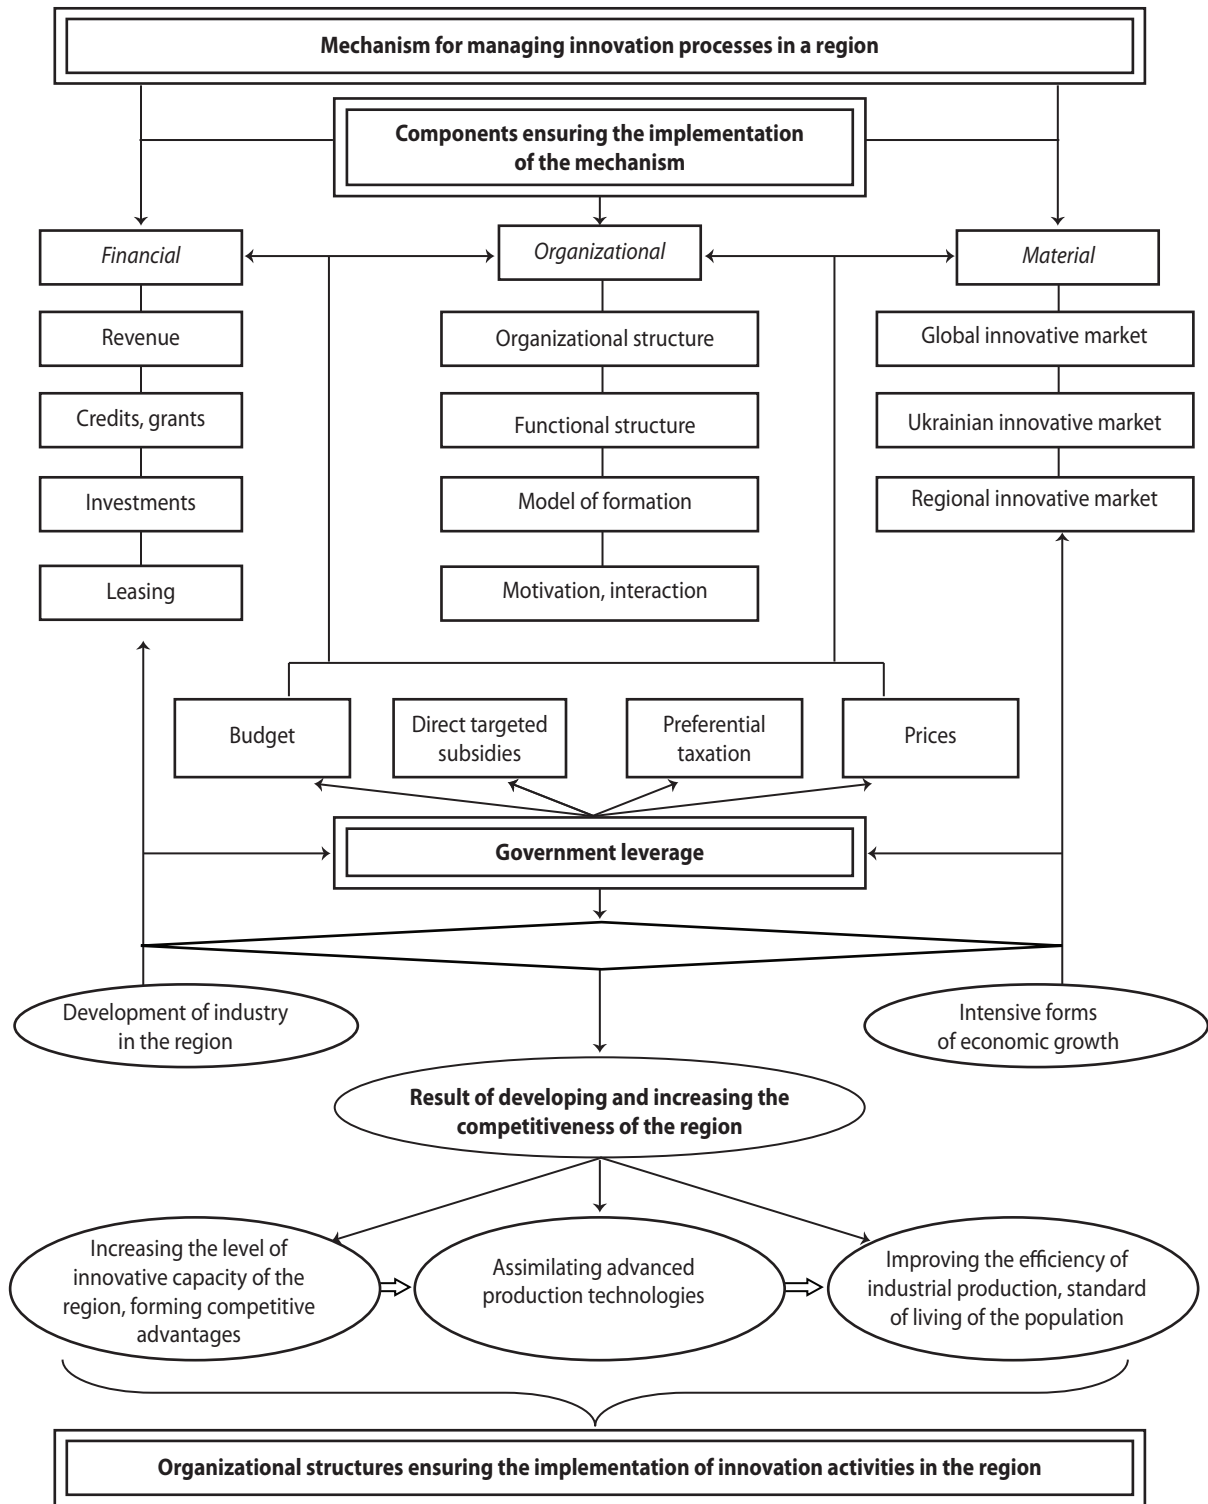 Mechanism for managing innovation processes in a region
Components ensuring the implementation
of the mechanism
Financial
Organizational
Material
Revenue
Organizational structure
Global innovative market
Credits, grants
Functional structure
Ukrainian innovative market
Investments
Model of formation
Regional innovative market
Leasing
Motivation, interaction
Budget
Direct targeted
subsidies
Preferential
taxation
Prices
Government leverage
Development of industry
in the region
Intensive forms
of economic growth
Result of developing and increasing the
competitiveness of the region
Increasing the level of
innovative capacity of the
region, forming competitive
advantages
Assimilating advanced
production technologies
Improving the efficiency of
industrial production, standard
of living of the population
Organizational structures ensuring the implementation of innovation activities in the region